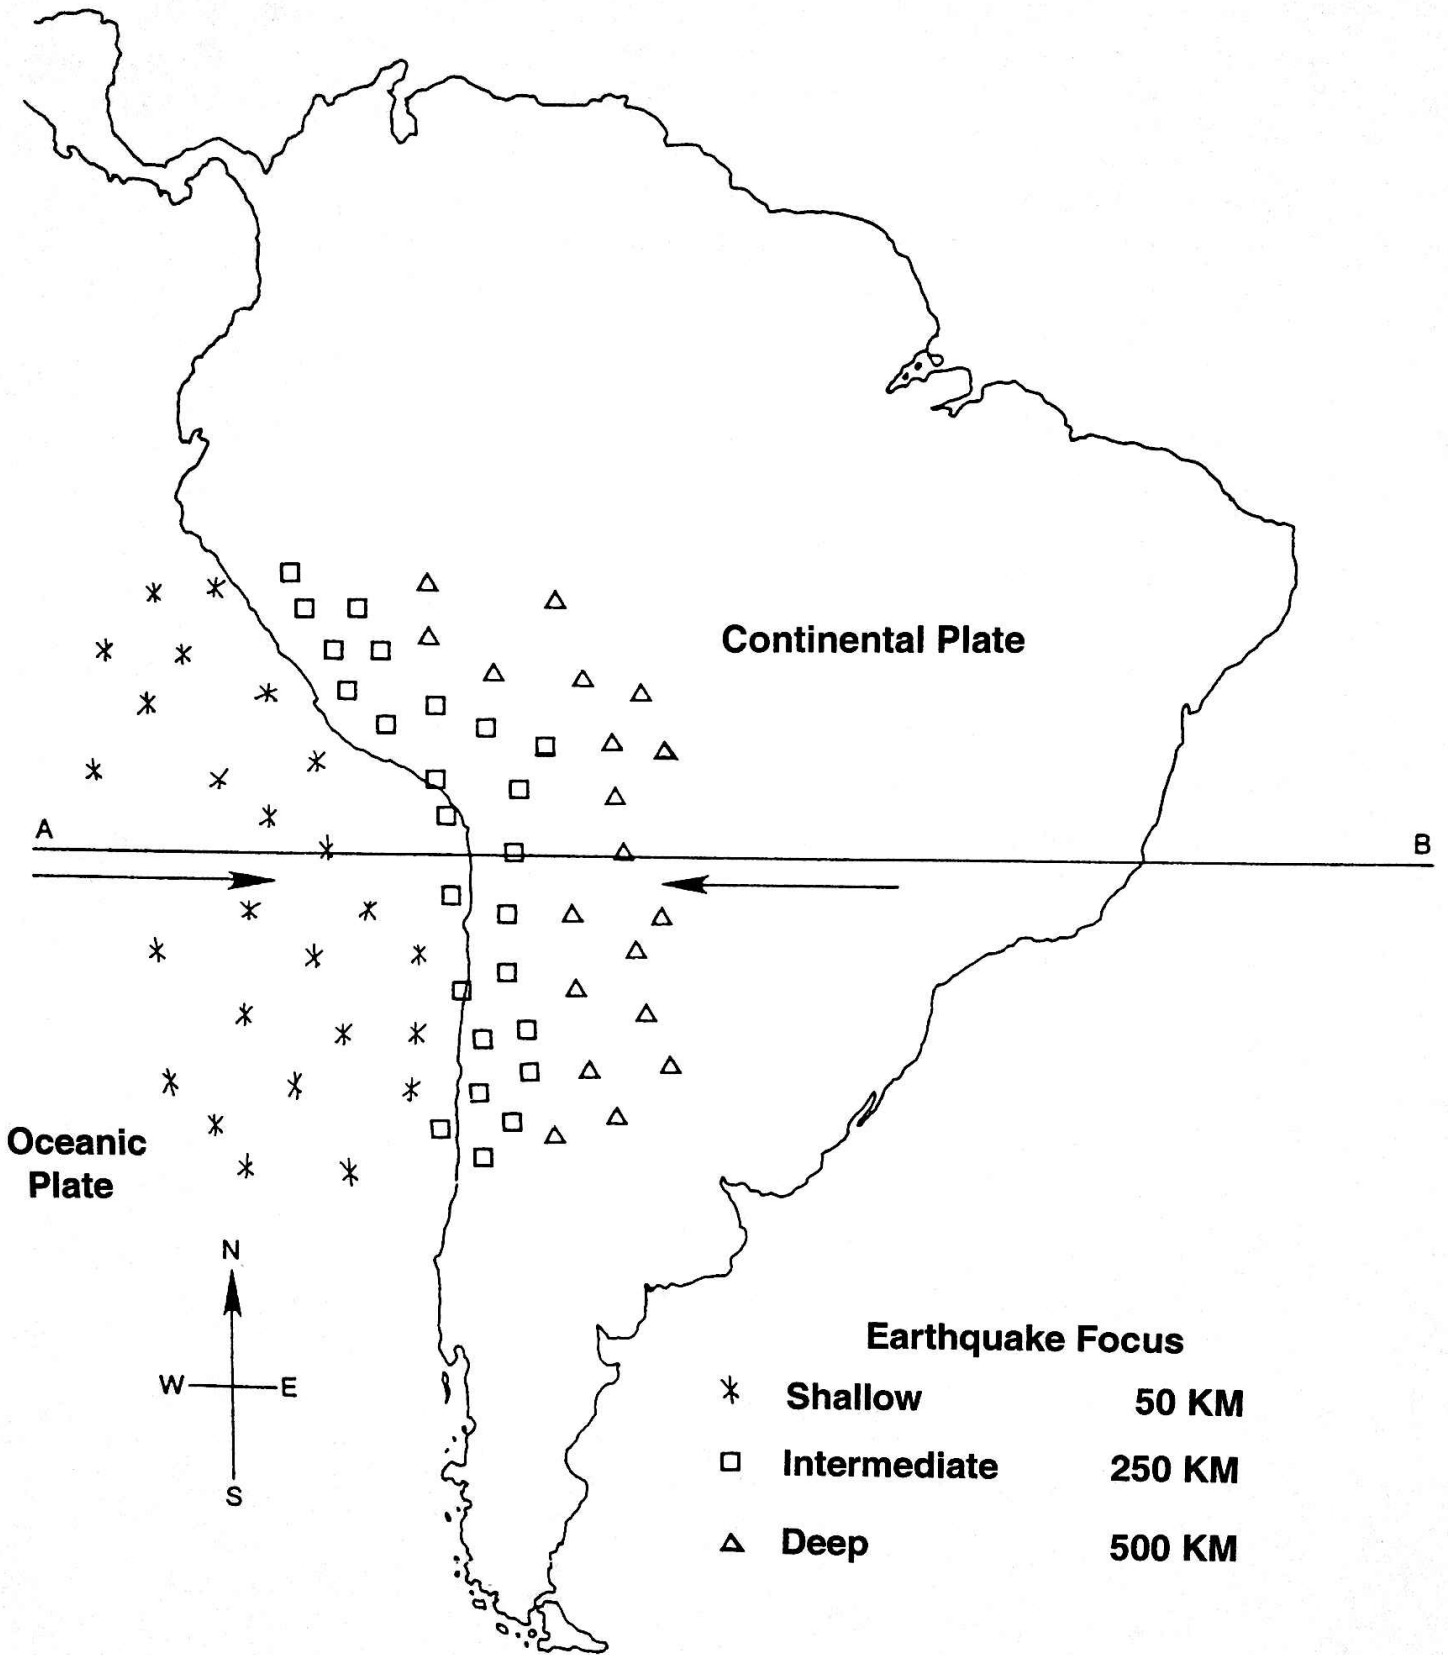 Continental Plate
A
B
Oceanic
Plate
N
W
E
S
Earthquake Focus
Shallow 50 KM
Intermediate 250 KM
Deep 500 KM